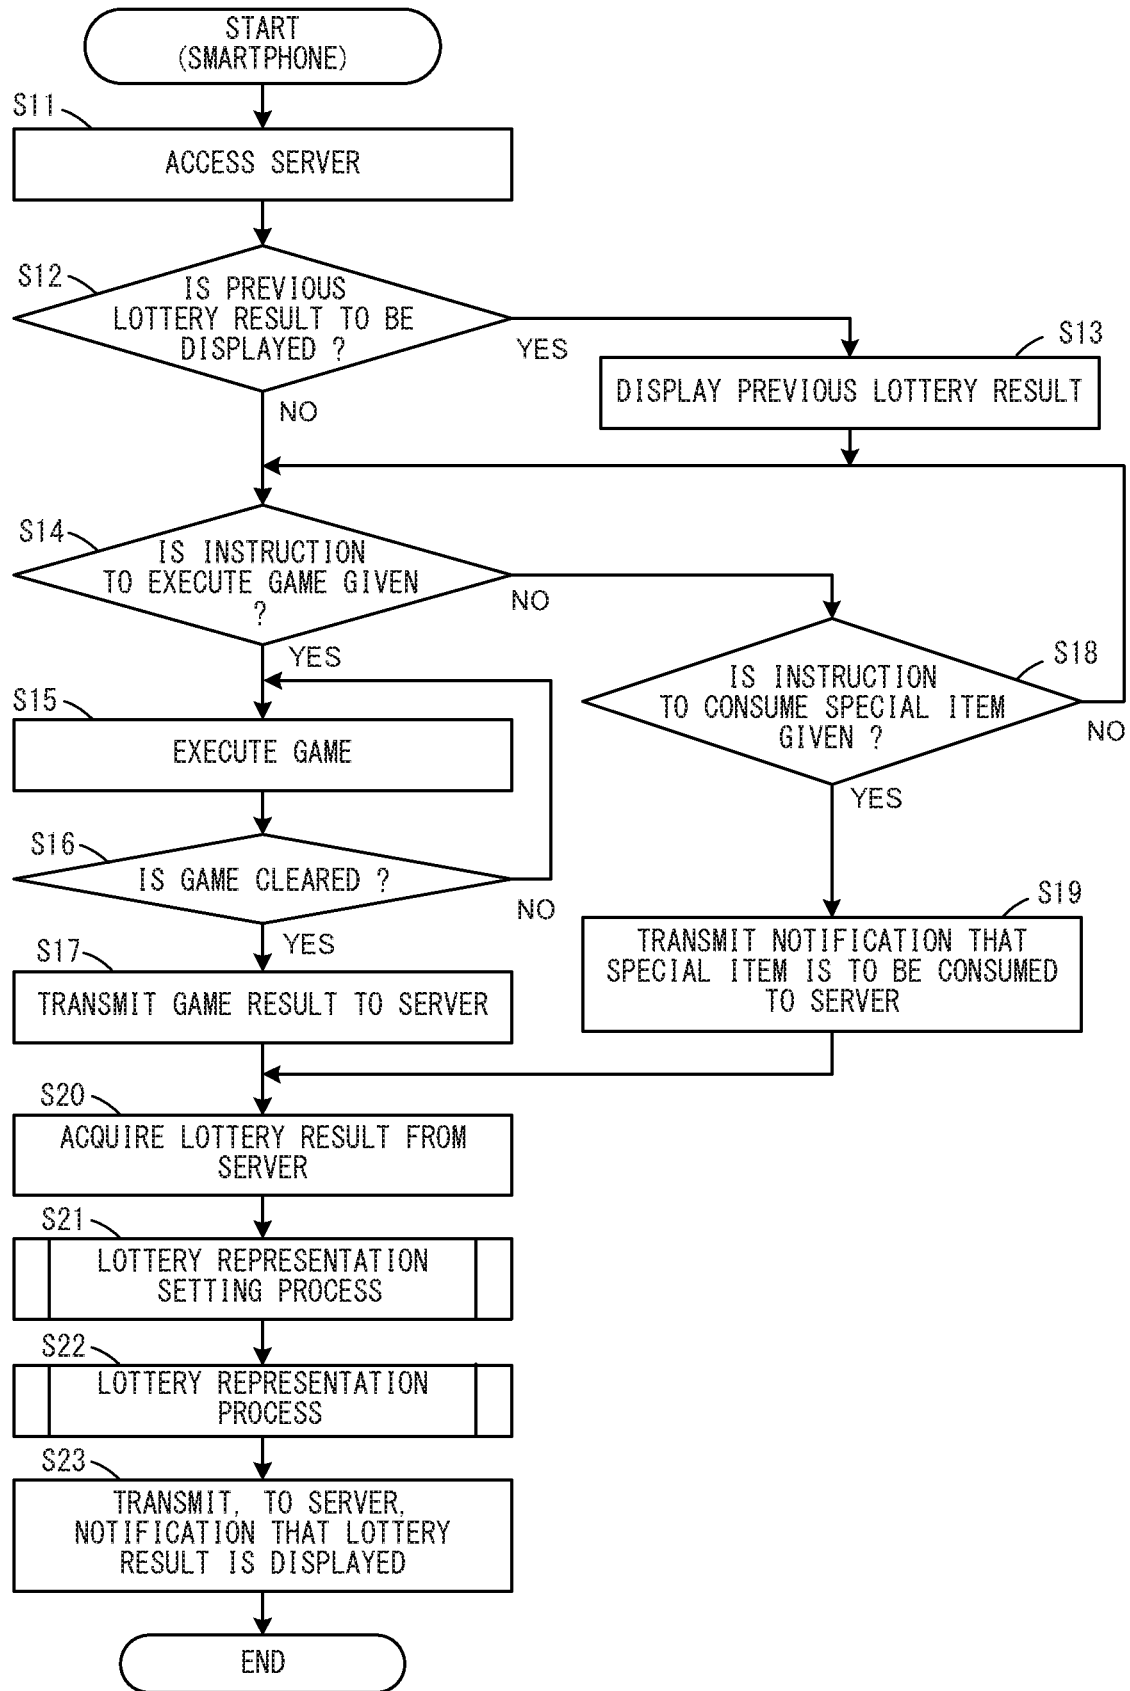 START
(SMARTPHONE)
S11
ACCESS SERVER
S12
IS PREVIOUS
LOTTERY RESULT TO BE
DISPLAYED ?
YES
NO
S13
DISPLAY PREVIOUS LOTTERY RESULT
S14
IS INSTRUCTION
TO EXECUTE GAME GIVEN
?
NO
YES
S18
IS INSTRUCTION
TO CONSUME SPECIAL ITEM
GIVEN ?
NO
YES
S15
EXECUTE GAME
S16
IS GAME CLEARED ?
NO
YES
S19
TRANSMIT NOTIFICATION THAT
SPECIAL ITEM IS TO BE CONSUMED
TO SERVER
S17
TRANSMIT GAME RESULT TO SERVER
S20
ACQUIRE LOTTERY RESULT FROM
SERVER
S21
LOTTERY REPRESENTATION
SETTING PROCESS
S22
LOTTERY REPRESENTATION
PROCESS
S23
TRANSMIT, TO SERVER,
NOTIFICATION THAT LOTTERY
RESULT IS DISPLAYED
END